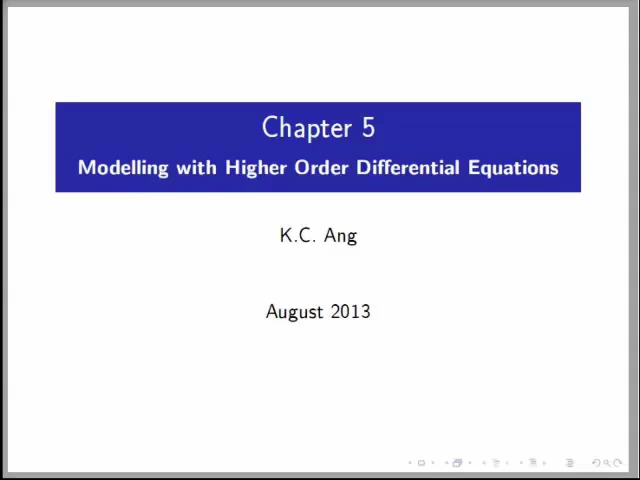 Chapter 5
Modelling with Higher Order Differential Equations
K.C. Ang
August 2013